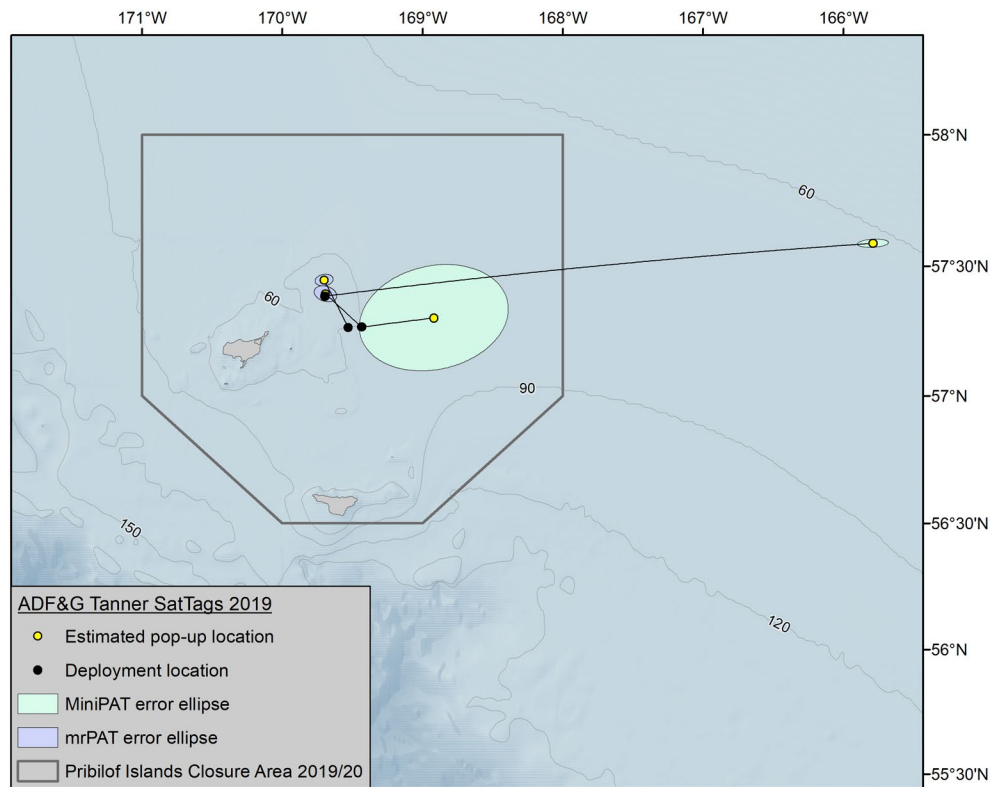 171°W 170°W 169°W 168°W 167°W 166°W
58°N
60
57°30'N
60
90
57°N
56°30'N
150
120
56°N
55°30'N
ADF&G Tanner SatTags 2019
Estimated pop-up location
Deployment location
MiniPAT error ellipse
mrPAT error ellipse
Pribilof Islands Closure Area 2019/20